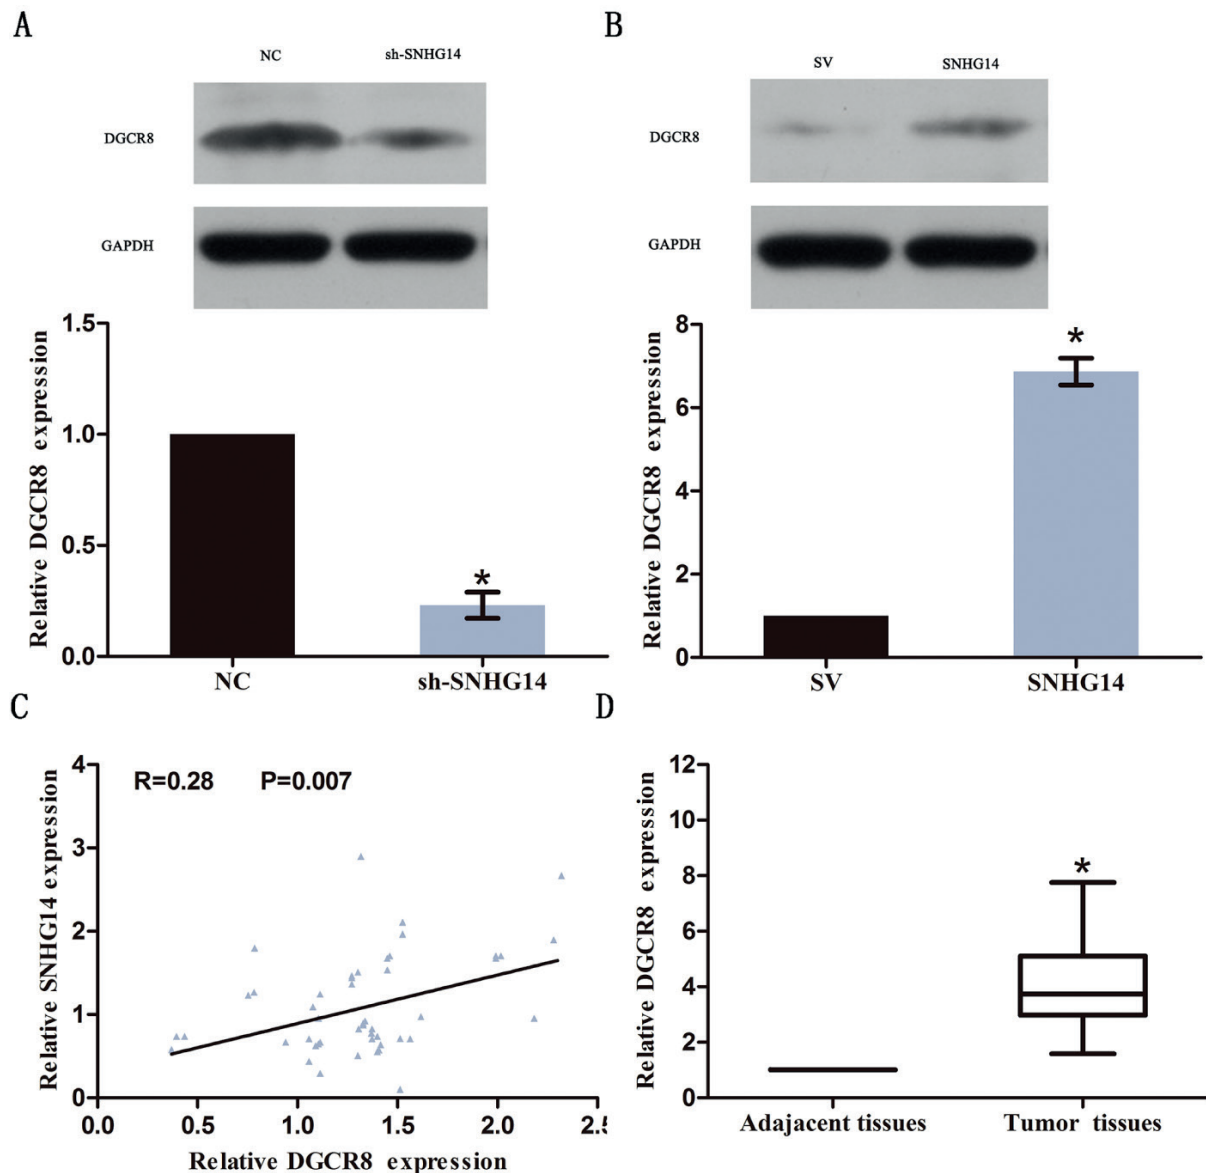 A
NC sh-SNHG14
DGCR8
GAPDH
Relative DGCR8 expression
1.5
1.0
0.5
0.0
NC sh-SNHG14
B
SV SNHG14
DGCR8
GAPDH
Relative DGCR8 expression
8
*
6
4
2
0
SV SNHG14
*
C
R=0.28 P=0.007
Relative SNHG14 expression
4
3
2
1
0
0.0 0.5 1.0 1.5 2.0
Relative DGCR8 expression
D
Relative DGCR8 expression
12
10
8
*
6
4
2
0
Adajacent tissues Tumor tissues